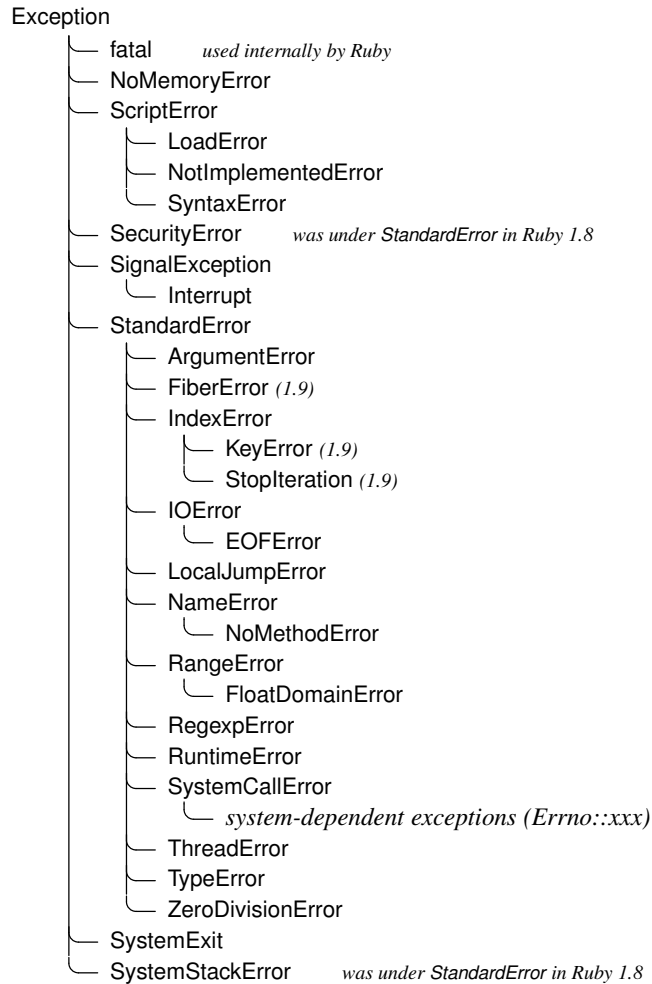 Exception
fatal used internally by Ruby
NoMemoryError
ScriptError
LoadError
NotImplementedError
SyntaxError
SecurityError was under StandardError in Ruby 1.8
SignalException
Interrupt
StandardError
ArgumentError
FiberError (1.9)
IndexError
KeyError (1.9)
StopIteration (1.9)
IOError
EOFError
LocalJumpError
NameError
NoMethodError
RangeError
FloatDomainError
RegexpError
RuntimeError
SystemCallError
system-dependent exceptions (Errno::xxx)
ThreadError
TypeError
ZeroDivisionError
SystemExit
SystemStackError was under StandardError in Ruby 1.8